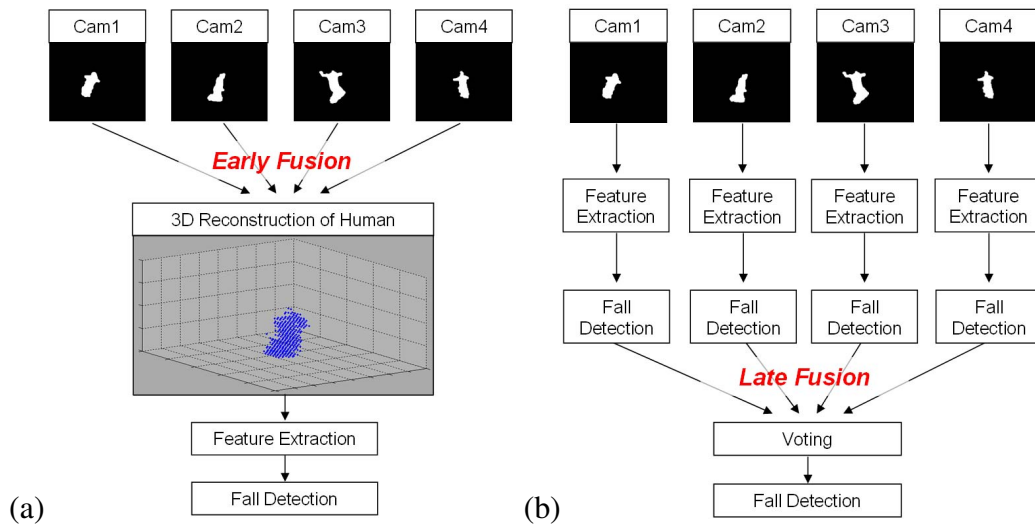 Cam1 Cam2 Cam3 Cam4
Early Fusion
3D Reconstruction of Human
Feature Extraction
Fall Detection
(a)
Cam1 Cam2 Cam3 Cam4
Feature Extraction Feature Extraction Feature Extraction Feature Extraction
Fall Detection Fall Detection Fall Detection Fall Detection
Late Fusion
Voting
Fall Detection
(b)